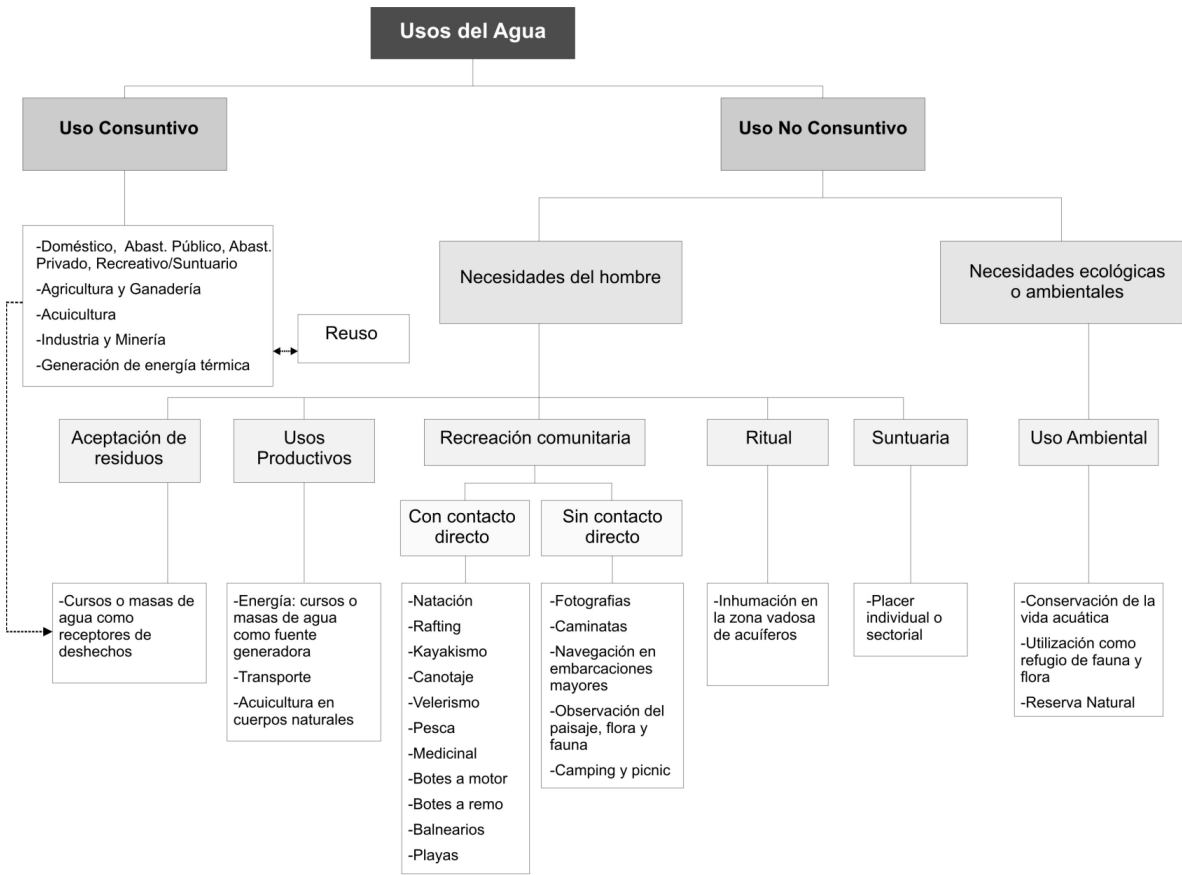 Usos del Agua
Uso Consuntivo
Uso No Consuntivo
-Doméstico, Abast. Público, Abast.
Privado, Recreativo/Suntuario
-Agricultura y Ganadería
-Acuicultura
-Industria y Minería
-Generación de energía térmica
Reuso
Necesidades del hombre
Necesidades ecológicas
o ambientales
Aceptación de
residuos
Usos
Productivos
Recreación comunitaria
Ritual
Suntuaria
Uso Ambiental
Con contacto
directo
Sin contacto
directo
-Cursos o masas de
agua como
receptores de
deshechos
-Energía: cursos o
masas de agua
como fuente
generadora
-Transporte
-Acuicultura en
cuerpos naturales
-Natación
-Rafting
-Kayakismo
-Canotaje
-Velerismo
-Pesca
-Medicinal
-Botes a motor
-Botes a remo
-Balnearios
-Playas
-Fotografias
-Caminatas
-Navegación en
embarcaciones
mayores
-Observación del
paisaje, flora y
fauna
-Camping y picnic
-Inhumación en
la zona vadosa
de acuíferos
-Placer
individual o
sectorial
-Conservación de la
vida acuática
-Utilización como
refugio de fauna y
flora
-Reserva Natural